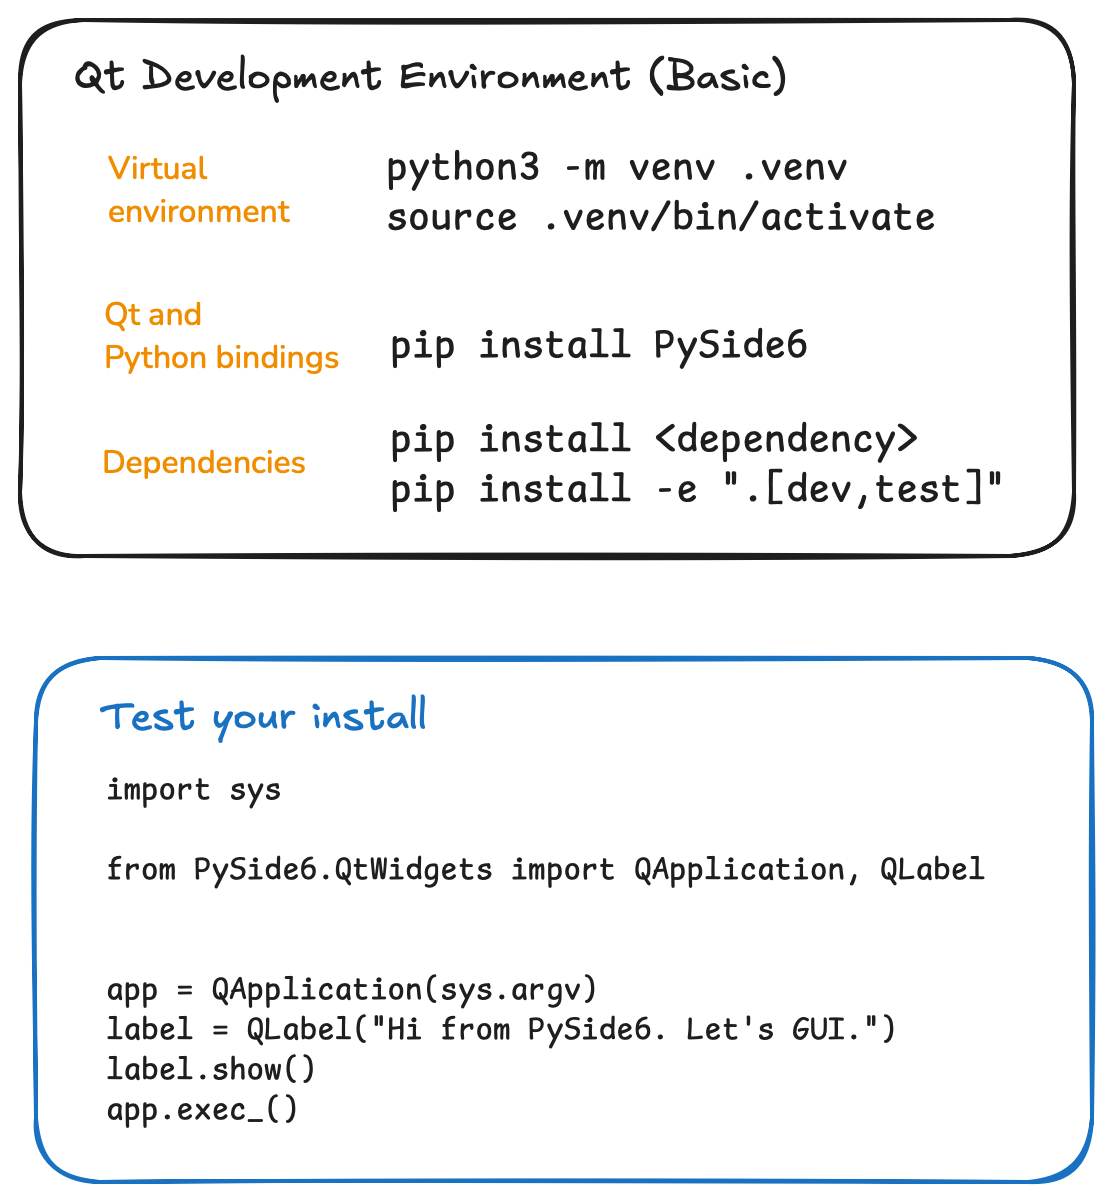 Qt Development Environment (Basic)
Virtual
environment
python3 -m venv .venv
source .venv/bin/activate
Qt and
Python bindings
pip install PySide6
Dependencies
pip install <dependency>
pip install -e ".[dev,test]"
Test your install
import sys
from PySide6.QtWidgets import QApplication, QLabel
app = QApplication(sys.argv)
label = QLabel("Hi from PySide6. Let's GUI.")
label.show()
app.exec_()